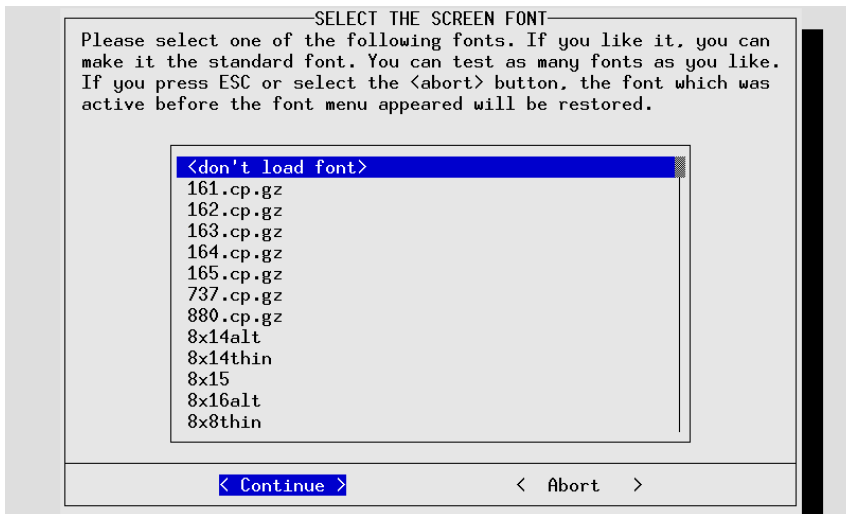 SELECT THE SCREEN FONT
Please select one of the following fonts. If you like it, you can
make it the standard font. You can test as many fonts as you like.
If you press ESC or select the <abort> button, the font which was
active before the font menu appeared will be restored.
<don't load font>
161.cp.gz
162.cp.gz
163.cp.gz
164.cp.gz
165.cp.gz
737.cp.gz
880.cp.gz
8x14alt
8x14thin
8x15
8x16alt
8x8thin
< Continue > < Abort >